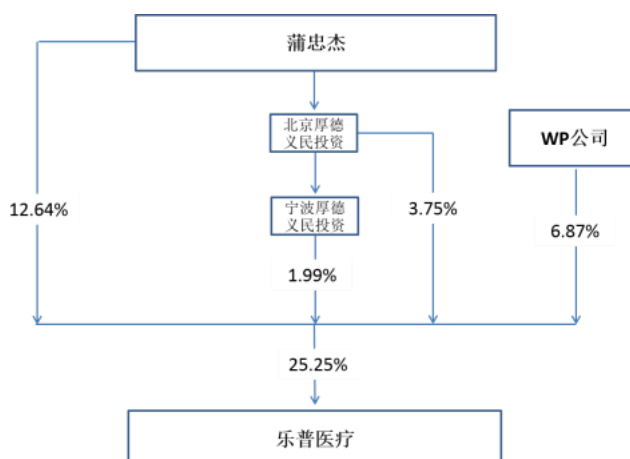 蒲忠杰
北京厚德
义民投资
WP公司
12.64%
宁波厚德
义民投资
3.75%
6.87%
1.99%
25.25%
乐普医疗